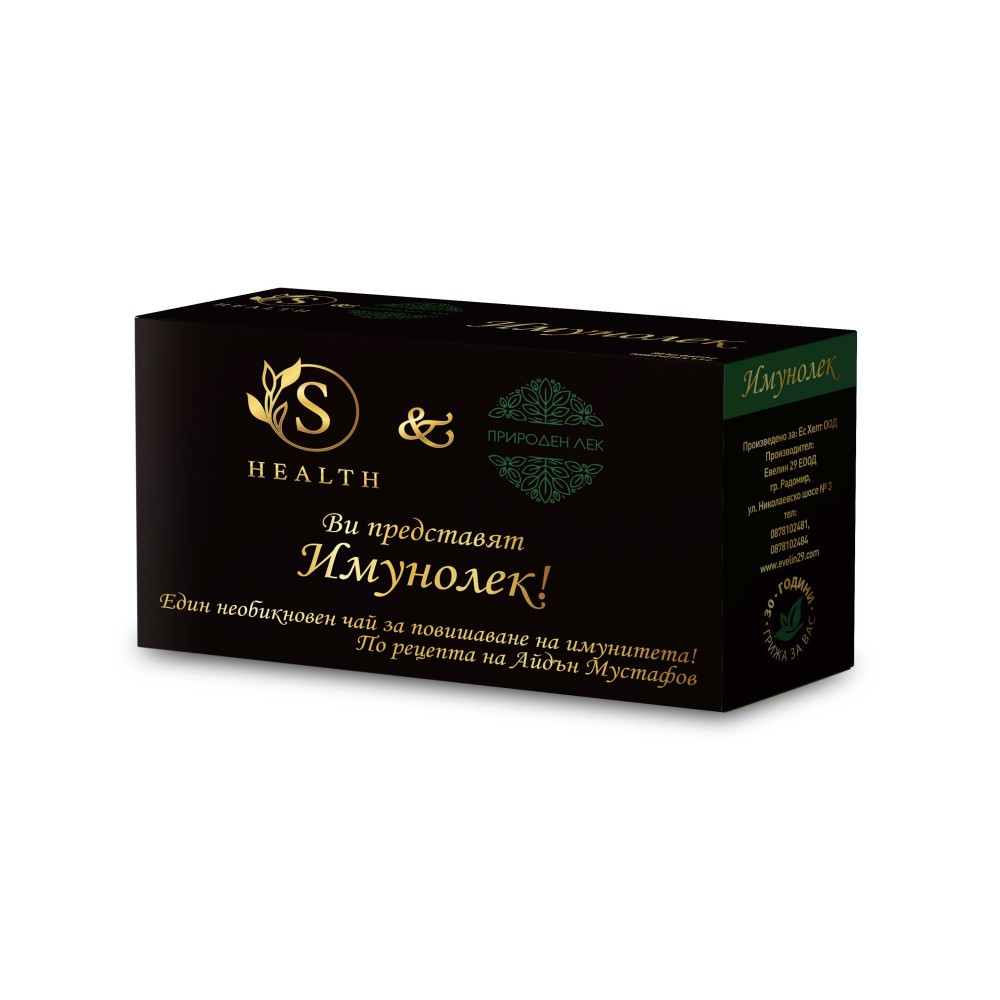 S
HEALTH
&
Имунолек
S
HEALTH
&
ПРИРОДЕН ЛЕК
Ви представят
Имунолек!
Един необикновен чай за повишаване на имунитета!
По рецепта на Айдън Мустафов
Имунолек
Произведено за: Ес Хелт ООД
Производител:
Евелин 29 ЕООД
гр. Радомир,
ул. Николаевско шосе № 3
тел:
0878102481,
0878102484
www.evelin29.com
30 · ГОДИНИ ·
ГРИЖА ЗА ВАС